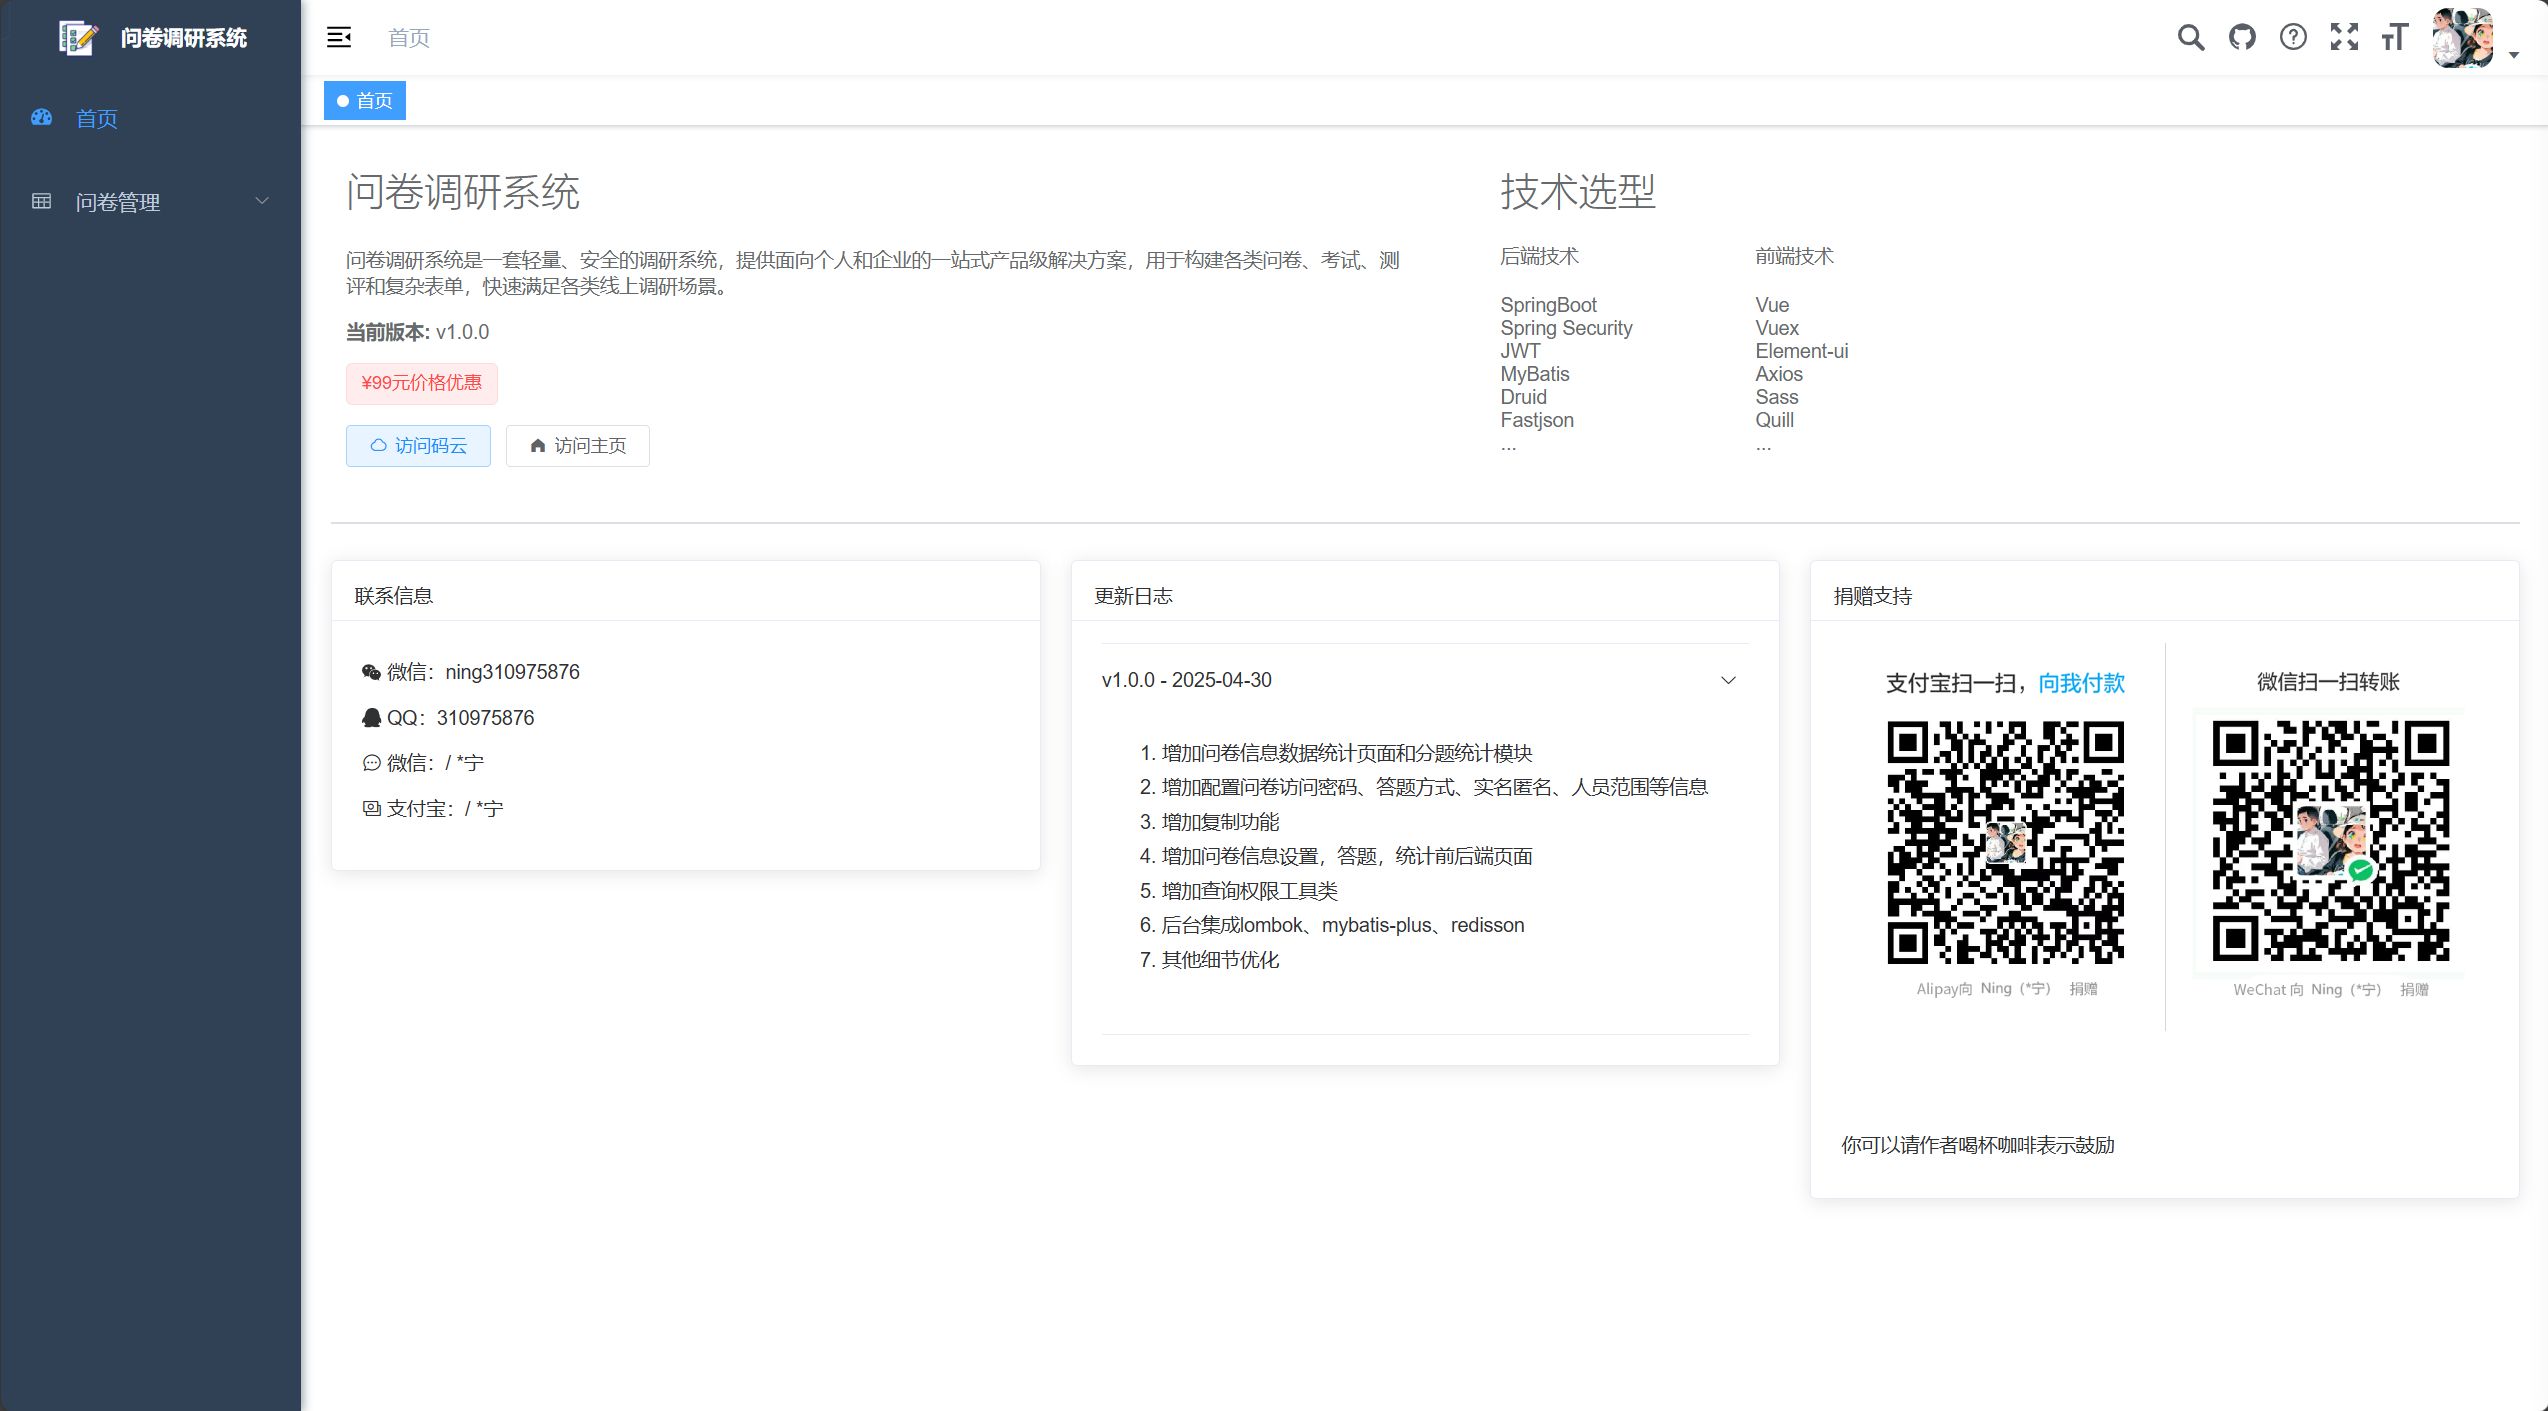 问卷调研系统
首页
问卷管理
首页
首页
问卷调研系统
问卷调研系统是一套轻量、安全的调研系统，提供面向个人和企业的一站式产品级解决方案，用于构建各类问卷、考试、测
评和复杂表单，快速满足各类线上调研场景。
当前版本: v1.0.0
¥99元价格优惠
访问码云
访问主页
技术选型
后端技术
SpringBoot
Spring Security
JWT
MyBatis
Druid
Fastjson
...
前端技术
Vue
Vuex
Element-ui
Axios
Sass
Quill
...
联系信息
微信：ning310975876
QQ：310975876
微信：/ *宁
支付宝：/ *宁
更新日志
v1.0.0 - 2025-04-30
1. 增加问卷信息数据统计页面和分题统计模块
2. 增加配置问卷访问密码、答题方式、实名匿名、人员范围等信息
3. 增加复制功能
4. 增加问卷信息设置，答题，统计前后端页面
5. 增加查询权限工具类
6. 后台集成lombok、mybatis-plus、redisson
7. 其他细节优化
捐赠支持
支付宝扫一扫，向我付款
Alipay向 Ning（*宁） 捐赠
微信扫一扫转账
WeChat 向 Ning（*宁） 捐赠
你可以请作者喝杯咖啡表示鼓励